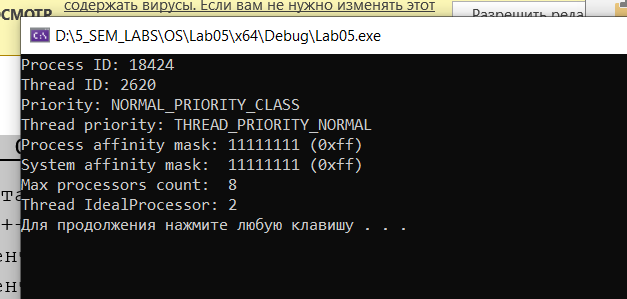 содержать вирусы. Если вам не нужно изменять этот
Разрешить реда
D:\5_SEM_LABS\OS\Lab05\x64\Debug\Lab05.exe
Process ID: 18424
Thread ID: 2620
Priority: NORMAL_PRIORITY_CLASS
Thread priority: THREAD_PRIORITY_NORMAL
Process affinity mask: 11111111 (0xff)
System affinity mask:  11111111 (0xff)
Max processors count:  8
Thread IdealProcessor: 2
Для продолжения нажмите любую клавишу . . .